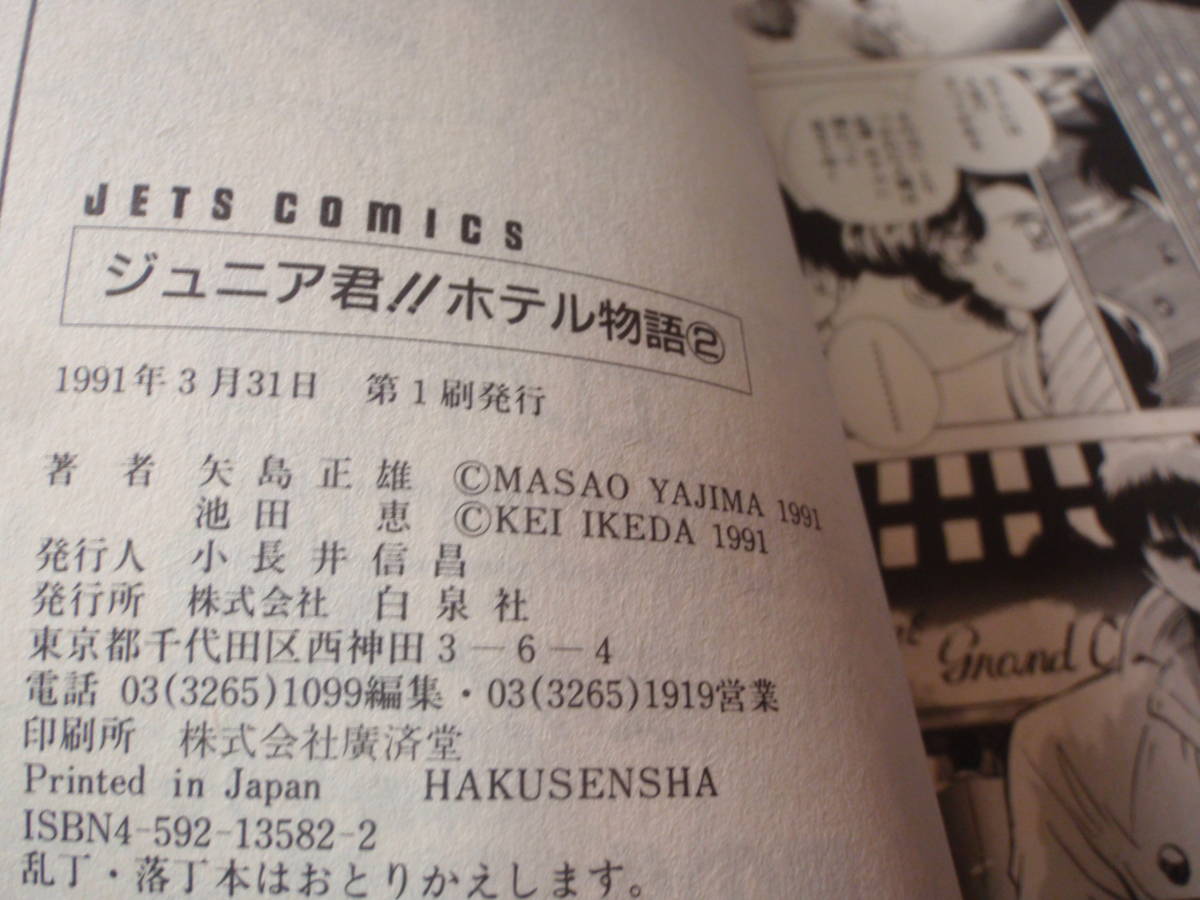 JETS COMICS
ジュニア君!!ホテル物語②
1991年3月31日 第1刷発行
著者 矢島正雄 ©MASAO YAJIMA 1991
池田 恵 ©KEI IKEDA 1991
発行人 小長井信昌
発行所 株式会社 白泉社
東京都千代田区西神田3-6-4
電話 03(3265)1099編集・03(3265)1919営業
印刷所 株式会社廣済堂
Printed in Japan HAKUSENSHA
ISBN4-592-13582-2
乱丁・落丁本はおとりかえします。
Grand